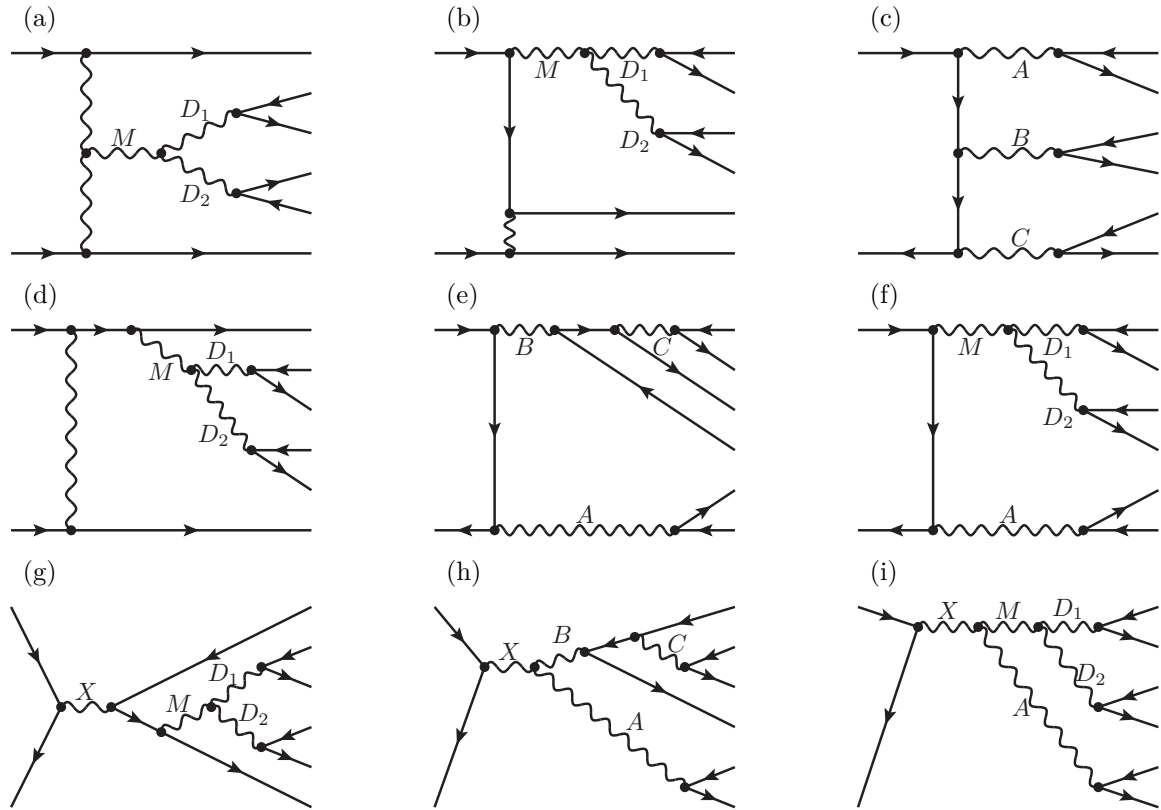 (a) (b) (c)
M D₁ D₂ M D₁ D₂ A B C
(d) (e) (f)
M D₁ D₂ B C A M D₁ D₂ A
(g) (h) (i)
X M D₁ D₂ X B C A X M D₁ D₂ A